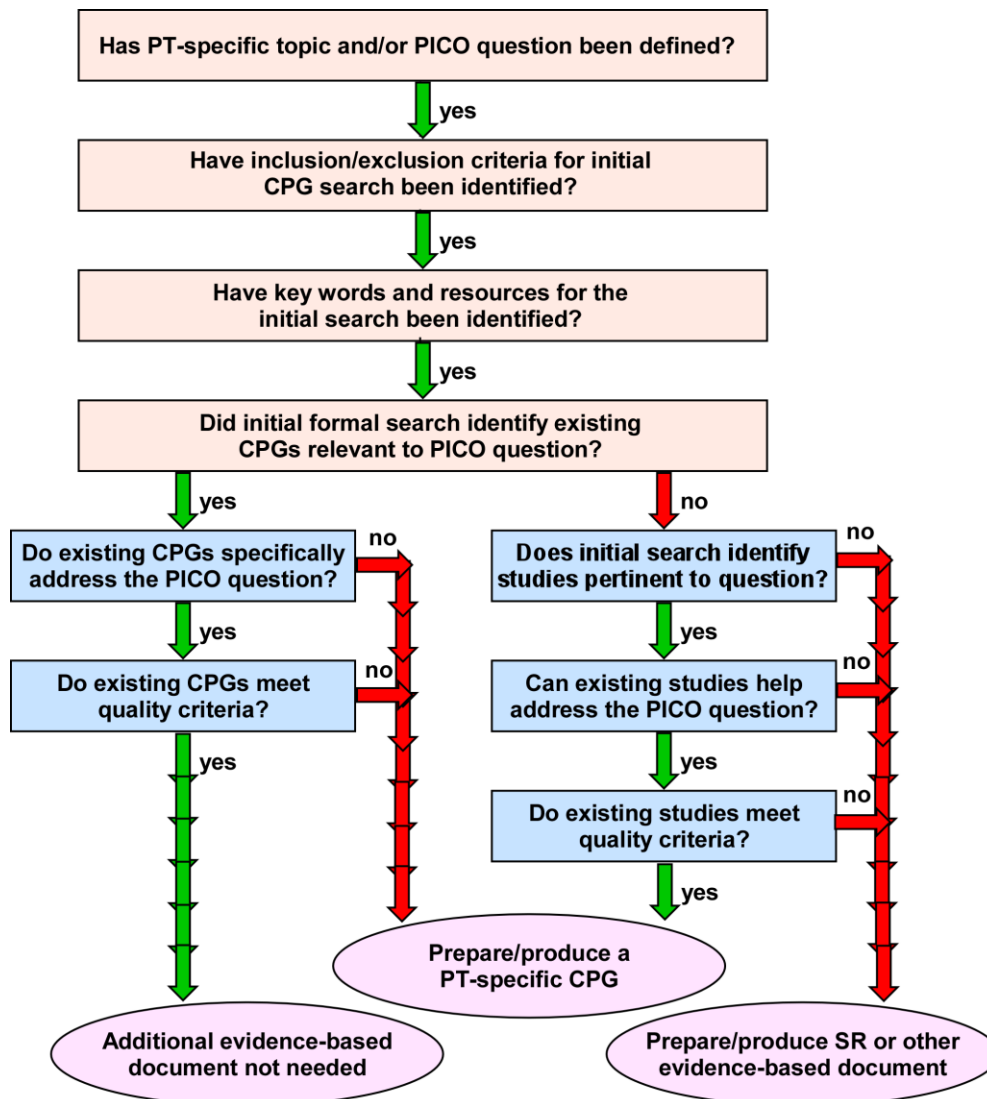 Has PT-specific topic and/or PICO question been defined?
yes
Have inclusion/exclusion criteria for initial
CPG search been identified?
yes
Have key words and resources for the
initial search been identified?
yes
Did initial formal search identify existing
CPGs relevant to PICO question?
yes
no
Do existing CPGs specifically
address the PICO question?
no
yes
Do existing CPGs meet
quality criteria?
no
yes
Does initial search identify
studies pertinent to question?
no
yes
Can existing studies help
address the PICO question?
no
yes
Do existing studies meet
quality criteria?
no
yes
Prepare/produce a
PT-specific CPG
Additional evidence-based
document not needed
Prepare/produce SR or other
evidence-based document